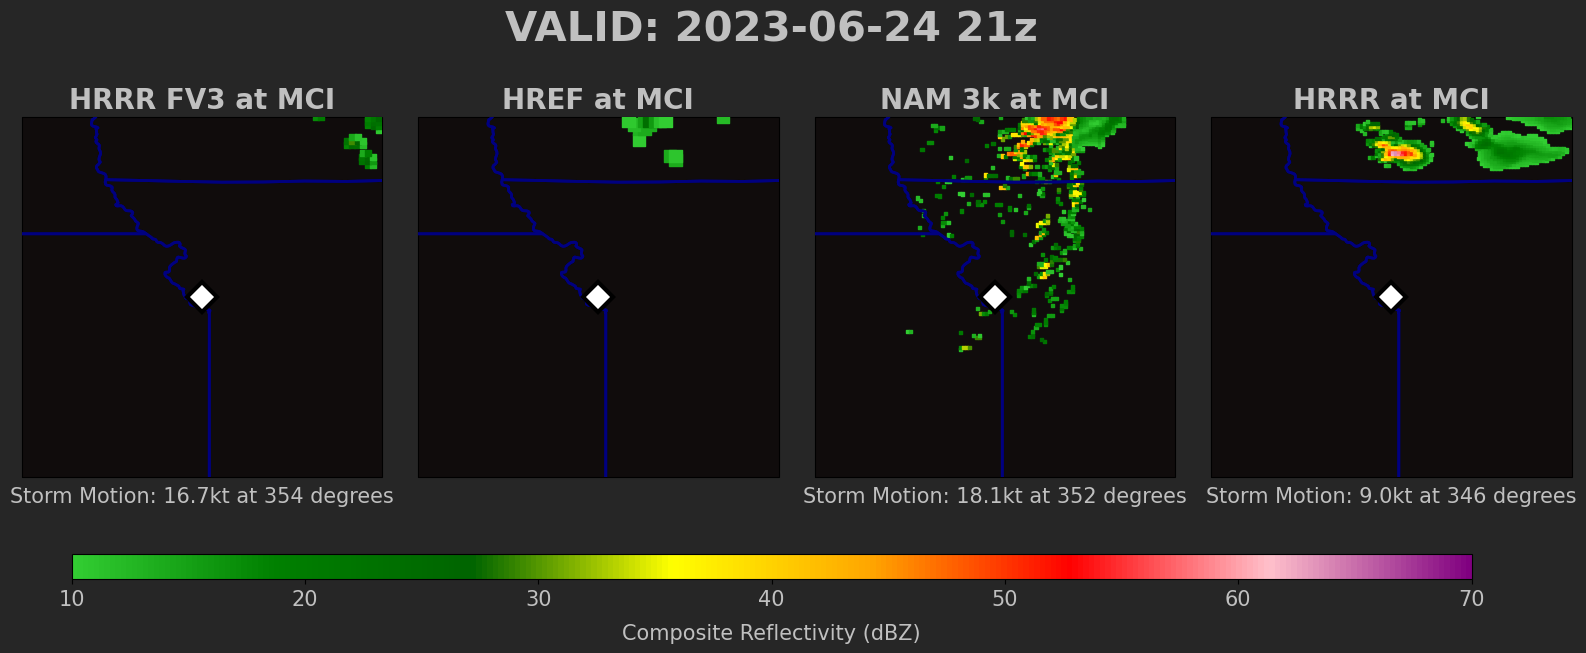 VALID: 2023-06-24 21z
HRRR FV3 at MCI
HREF at MCI
NAM 3k at MCI
HRRR at MCI
Storm Motion: 16.7kt at 354 degrees
Storm Motion: 18.1kt at 352 degrees
Storm Motion: 9.0kt at 346 degrees
10 20 30 40 50 60 70
Composite Reflectivity (dBZ)